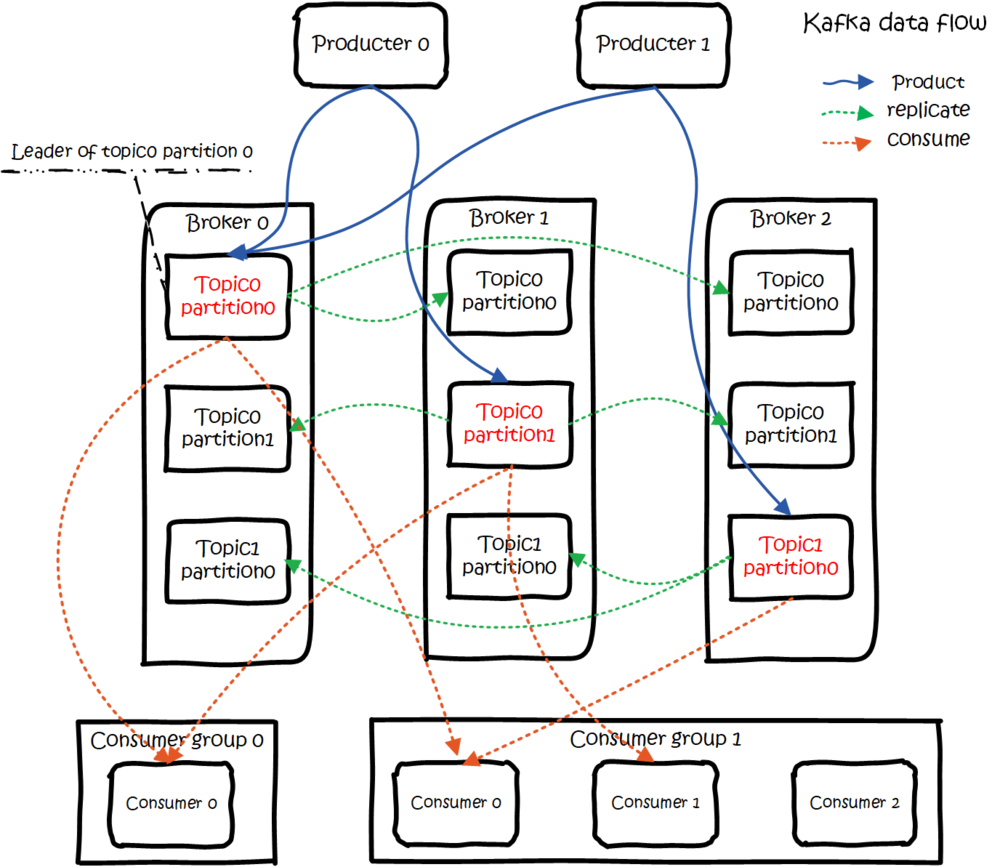 Producter 0
Producter 1
Kafka data flow
Product
replicate
consume
Leader of topic0 partition 0
Broker 0
Broker 1
Broker 2
Topic0
partition0
Topic0
partition0
Topic0
partition0
Topic0
partition1
Topic0
partition1
Topic0
partition1
Topic1
partition0
Topic1
partition0
Topic1
partition0
Consumer group 0
Consumer group 1
Consumer 0
Consumer 0
Consumer 1
Consumer 2